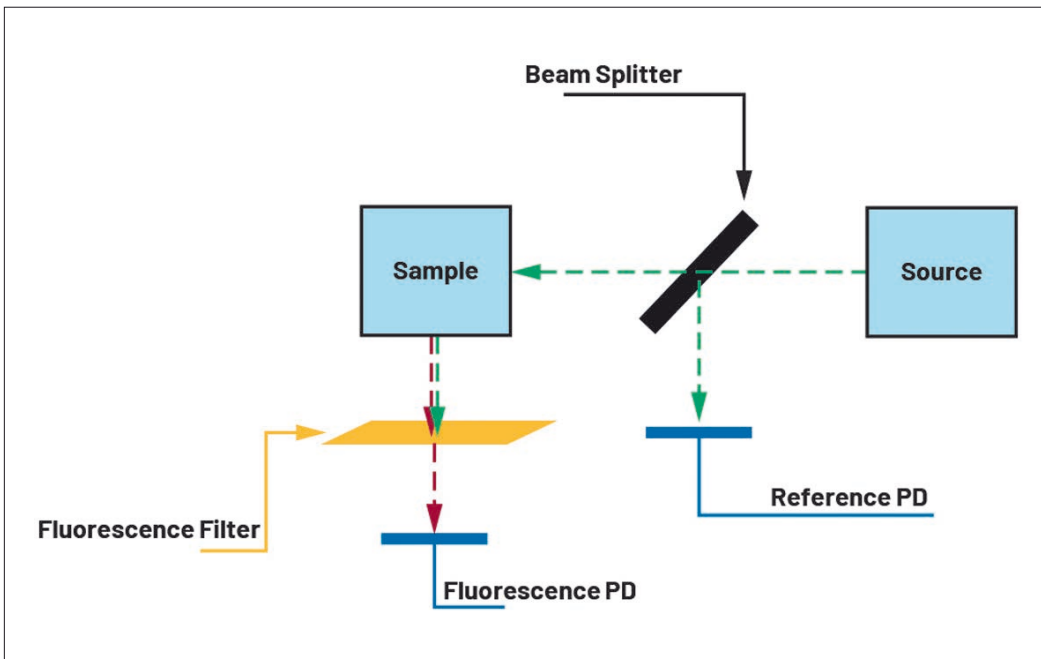 Beam Splitter
Sample
Source
Reference PD
Fluorescence Filter
Fluorescence PD